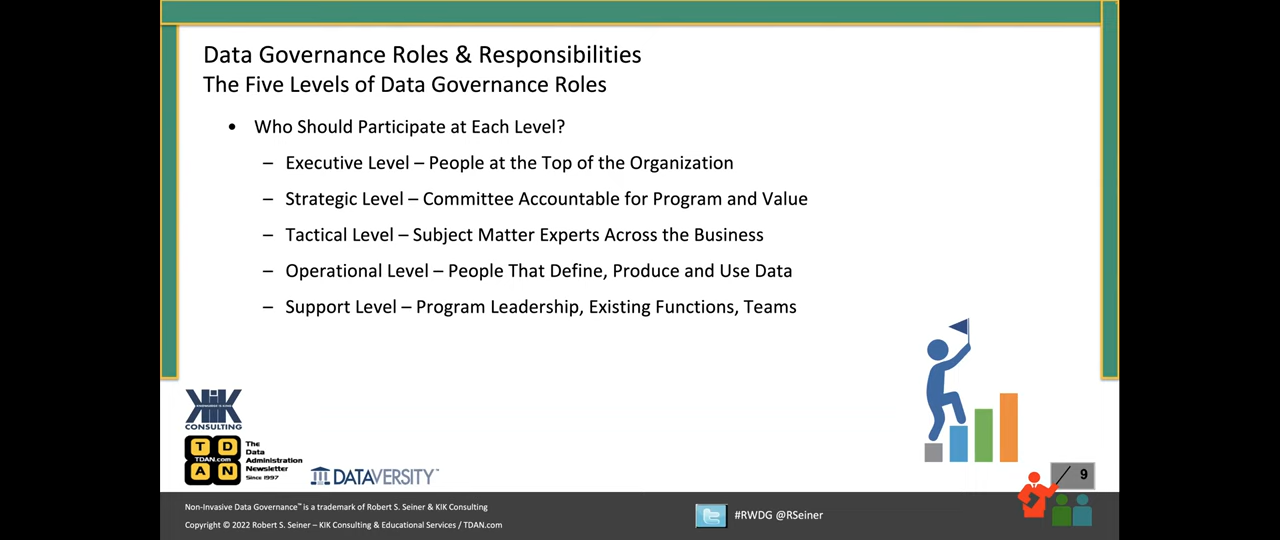 Data Governance Roles & Responsibilities
The Five Levels of Data Governance Roles
• Who Should Participate at Each Level?
– Executive Level – People at the Top of the Organization
– Strategic Level – Committee Accountable for Program and Value
– Tactical Level – Subject Matter Experts Across the Business
– Operational Level – People That Define, Produce and Use Data
– Support Level – Program Leadership, Existing Functions, Teams
KIK
CONSULTING
T D
TDAN.com
A N
The
Data
Administration
Newsletter
Since 1997
DATAVERSITY™
9
Non-Invasive Data Governance™ is a trademark of Robert S. Seiner & KIK Consulting
Copyright © 2022 Robert S. Seiner – KIK Consulting & Educational Services / TDAN.com
#RWDG @RSeiner